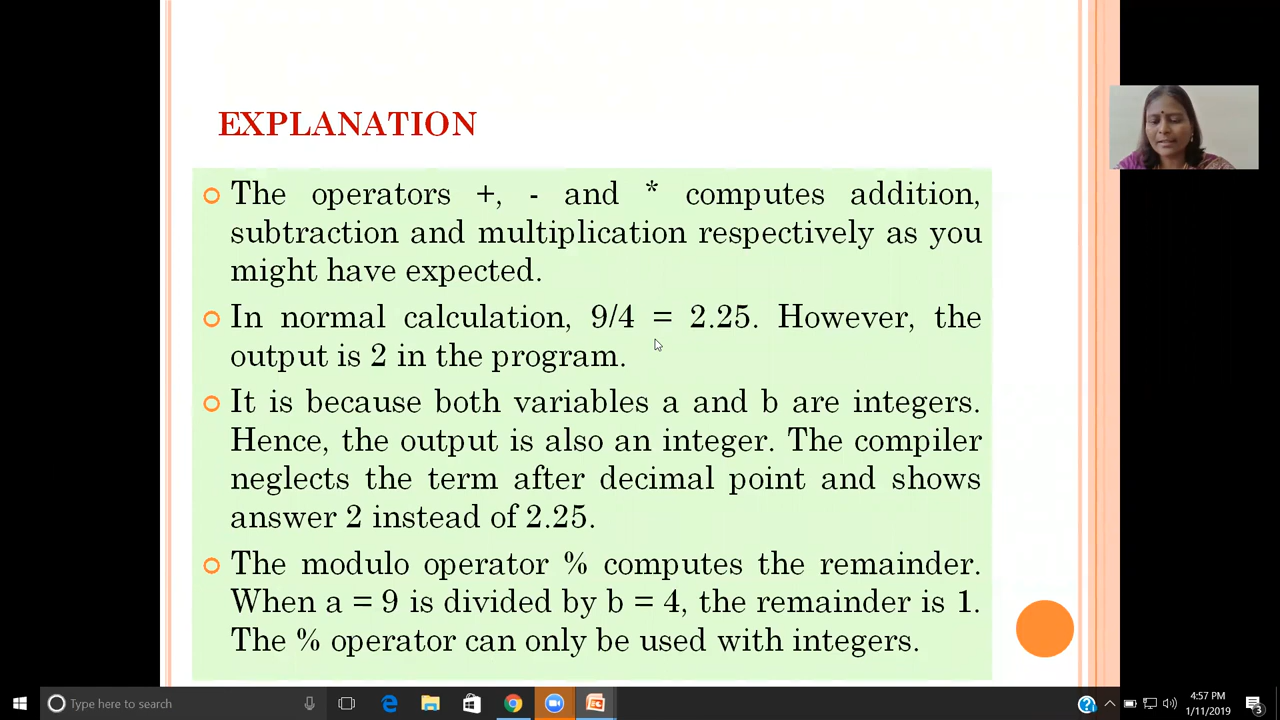 EXPLANATION
The operators +, - and * computes addition,
subtraction and multiplication respectively as you
might have expected.
In normal calculation, 9/4 = 2.25. However, the
output is 2 in the program.
It is because both variables a and b are integers.
Hence, the output is also an integer. The compiler
neglects the term after decimal point and shows
answer 2 instead of 2.25.
The modulo operator % computes the remainder.
When a = 9 is divided by b = 4, the remainder is 1.
The % operator can only be used with integers.
Type here to search
4:57 PM
1/11/2019
3